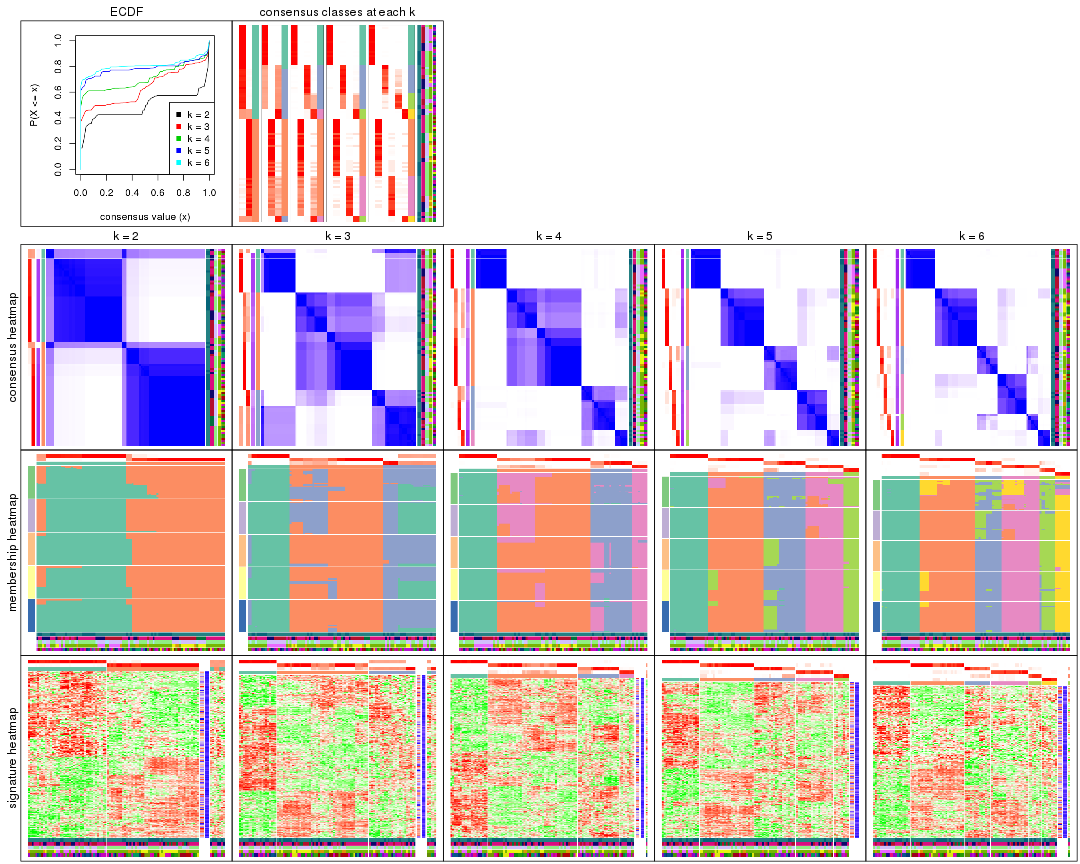 ECDF
consensus classes at each k
P(X <= x)
0.0 0.2 0.4 0.6 0.8 1.0
k = 2
k = 3
k = 4
k = 5
k = 6
0.0 0.2 0.4 0.6 0.8 1.0
consensus value (x)
k = 2 k = 3 k = 4 k = 5 k = 6
consensus heatmap
membership heatmap
signature heatmap